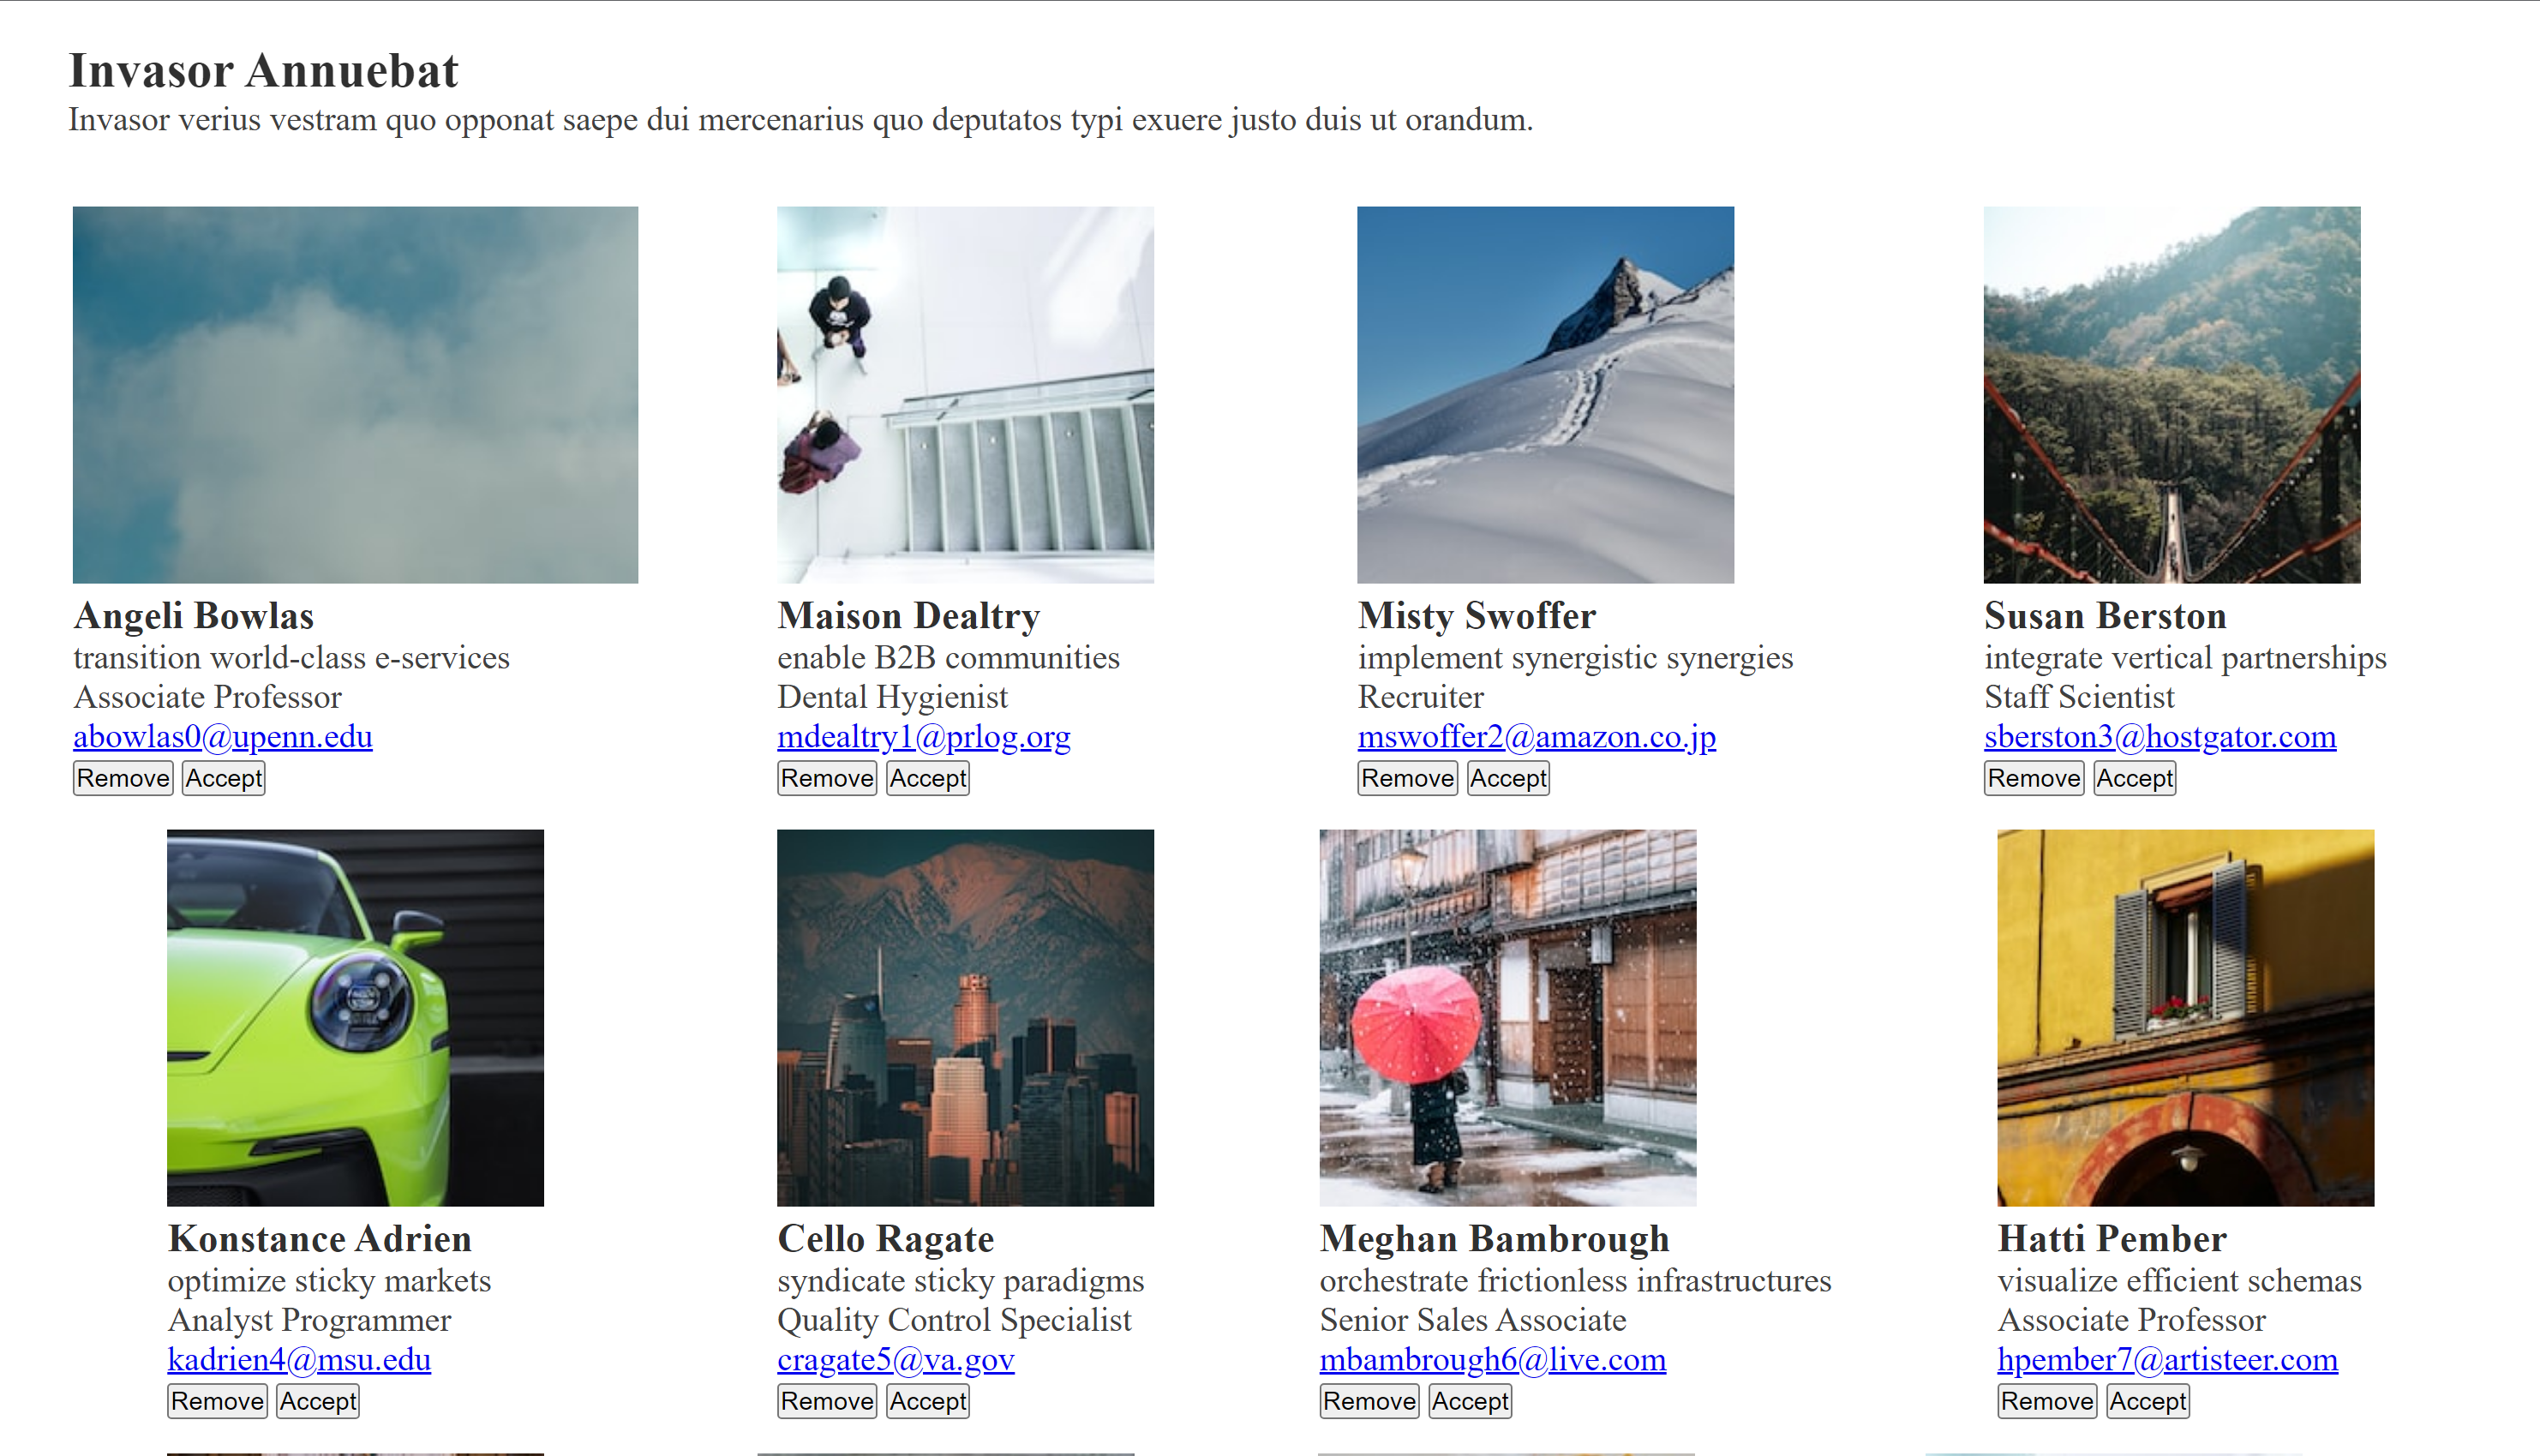 Invasor Annuebat
Invasor verius vestram quo opponat saepe dui mercenarius quo deputatos typi exuere justo duis ut orandum.
Angeli Bowlas
transition world-class e-services
Associate Professor
abowlas0@upenn.edu
Remove Accept
Maison Dealtry
enable B2B communities
Dental Hygienist
mdealtry1@prlog.org
Remove Accept
Misty Swoffer
implement synergistic synergies
Recruiter
mswoffer2@amazon.co.jp
Remove Accept
Susan Berston
integrate vertical partnerships
Staff Scientist
sberston3@hostgator.com
Remove Accept
Konstance Adrien
optimize sticky markets
Analyst Programmer
kadrien4@msu.edu
Remove Accept
Cello Ragate
syndicate sticky paradigms
Quality Control Specialist
cragate5@va.gov
Remove Accept
Meghan Bambrough
orchestrate frictionless infrastructures
Senior Sales Associate
mbambrough6@live.com
Remove Accept
Hatti Pember
visualize efficient schemas
Associate Professor
hpember7@artisteer.com
Remove Accept